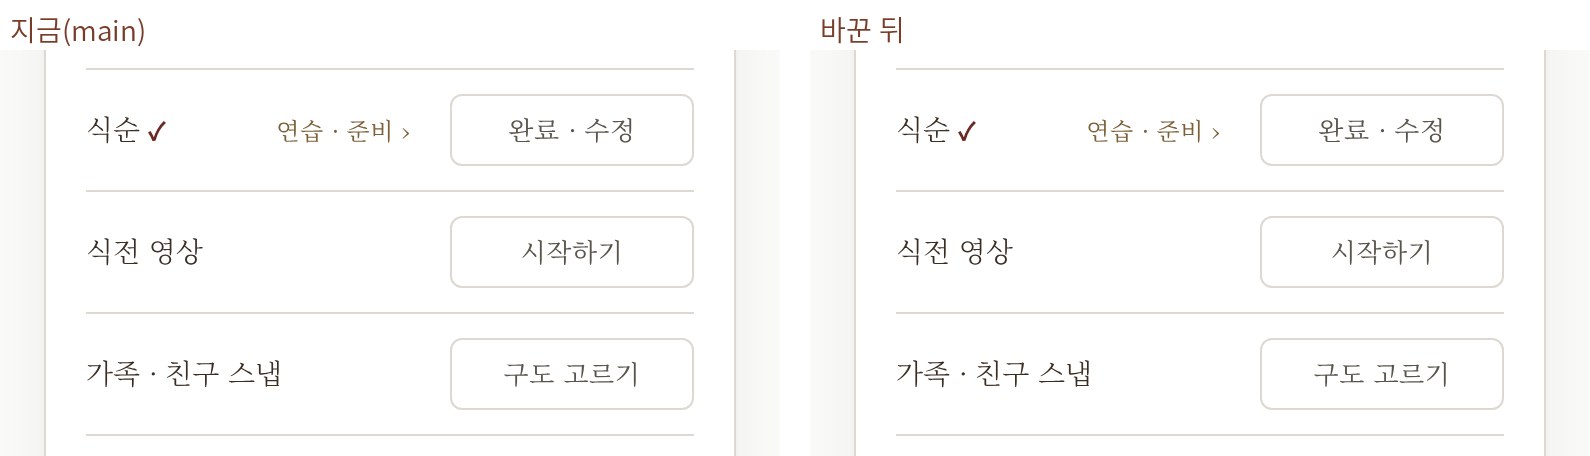 지금(main)
식순 ✓ 연습 · 준비 › 완료 · 수정
식전 영상 시작하기
가족 · 친구 스냅 구도 고르기
바꾼 뒤
식순 ✓ 연습 · 준비 › 완료 · 수정
식전 영상 시작하기
가족 · 친구 스냅 구도 고르기